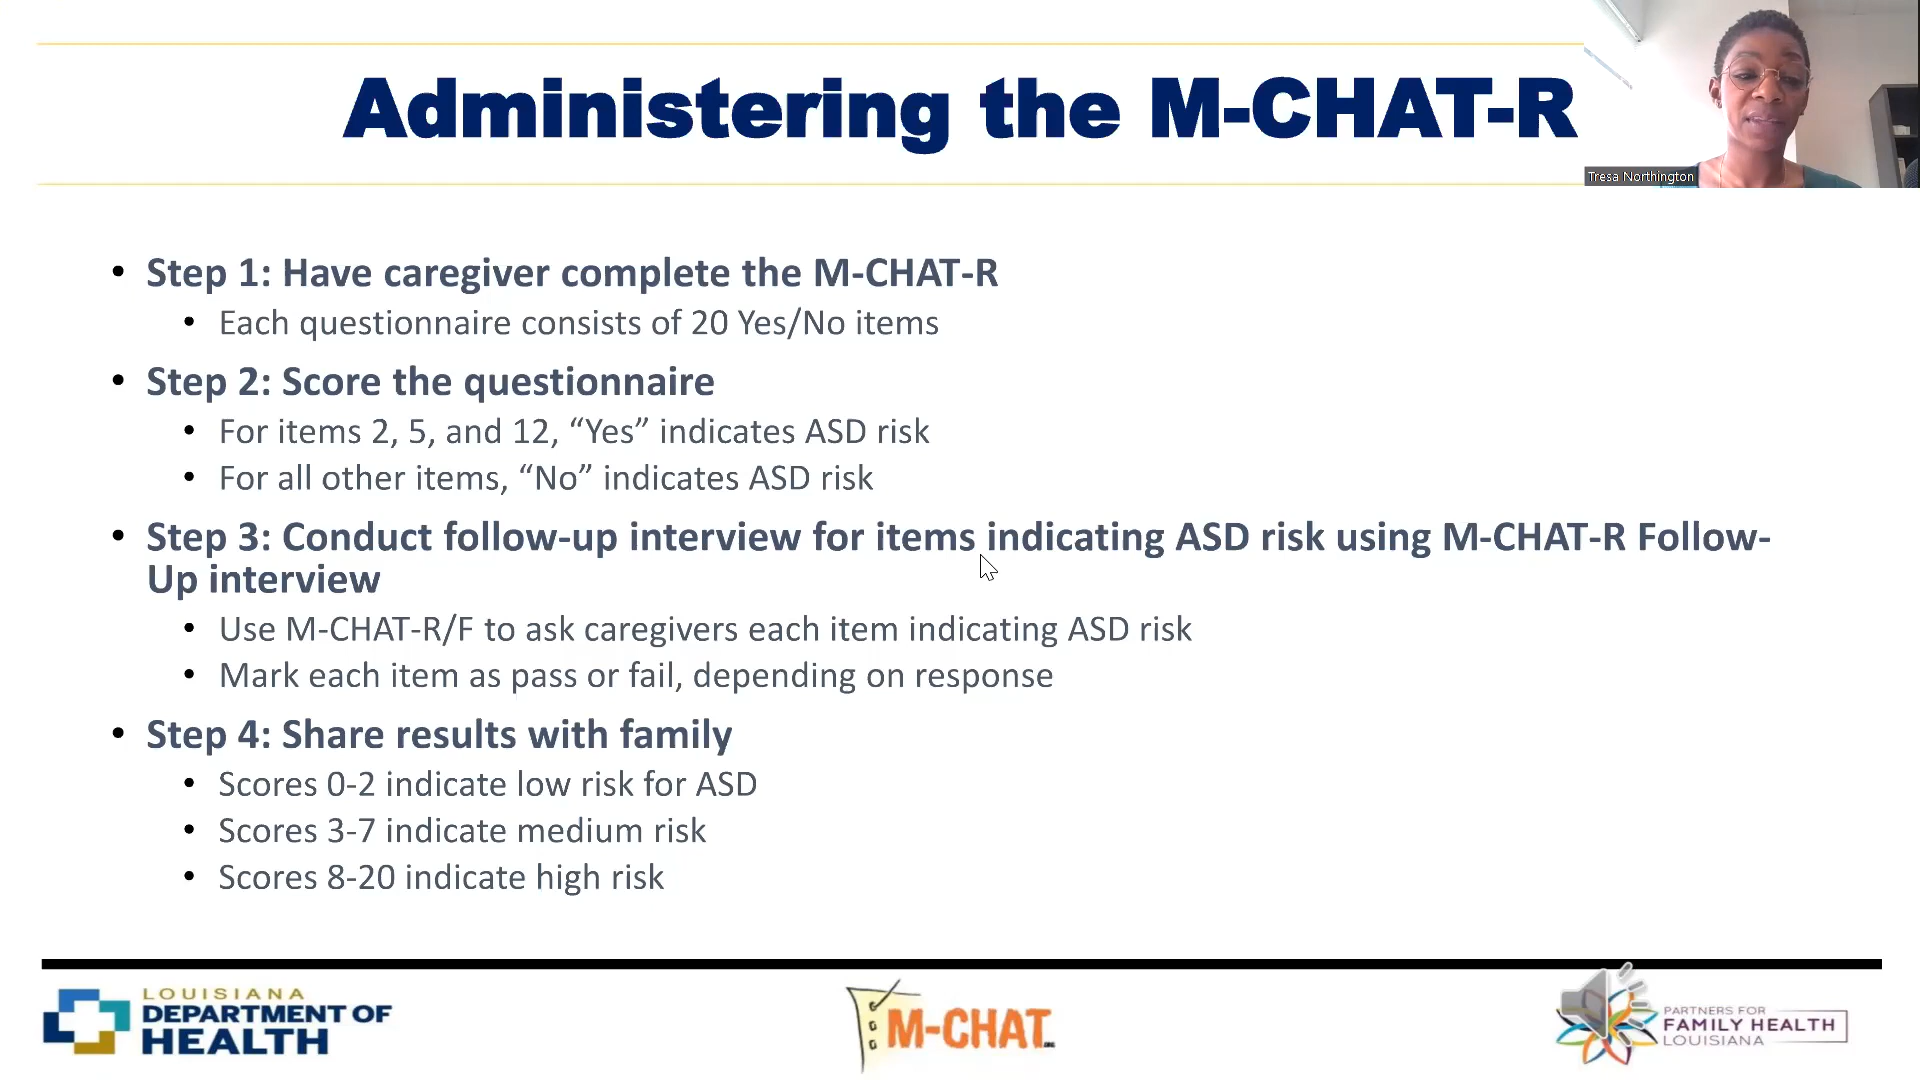 Administering the M-CHAT-R
Tresa Northington
• Step 1: Have caregiver complete the M-CHAT-R
• Each questionnaire consists of 20 Yes/No items
• Step 2: Score the questionnaire
• For items 2, 5, and 12, “Yes” indicates ASD risk
• For all other items, “No” indicates ASD risk
• Step 3: Conduct follow-up interview for items indicating ASD risk using M-CHAT-R Follow-
Up interview
• Use M-CHAT-R/F to ask caregivers each item indicating ASD risk
• Mark each item as pass or fail, depending on response
• Step 4: Share results with family
• Scores 0-2 indicate low risk for ASD
• Scores 3-7 indicate medium risk
• Scores 8-20 indicate high risk
LOUISIANA
DEPARTMENT OF
HEALTH
M-CHAT
PARTNERS FOR
FAMILY HEALTH
LOUISIANA